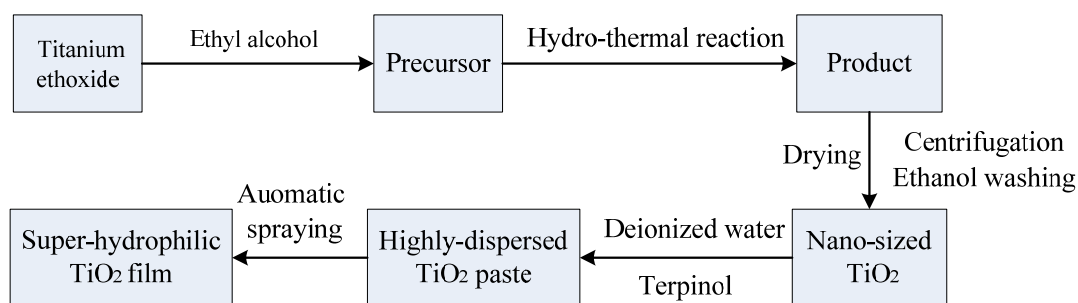 Titanium
ethoxide
Ethyl alcohol
Precursor
Hydro-thermal reaction
Product
Drying
Centrifugation
Ethanol washing
Nano-sized
TiO2
Deionized water
Terpinol
Highly-dispersed
TiO2 paste
Auomatic
spraying
Super-hydrophilic
TiO2 film